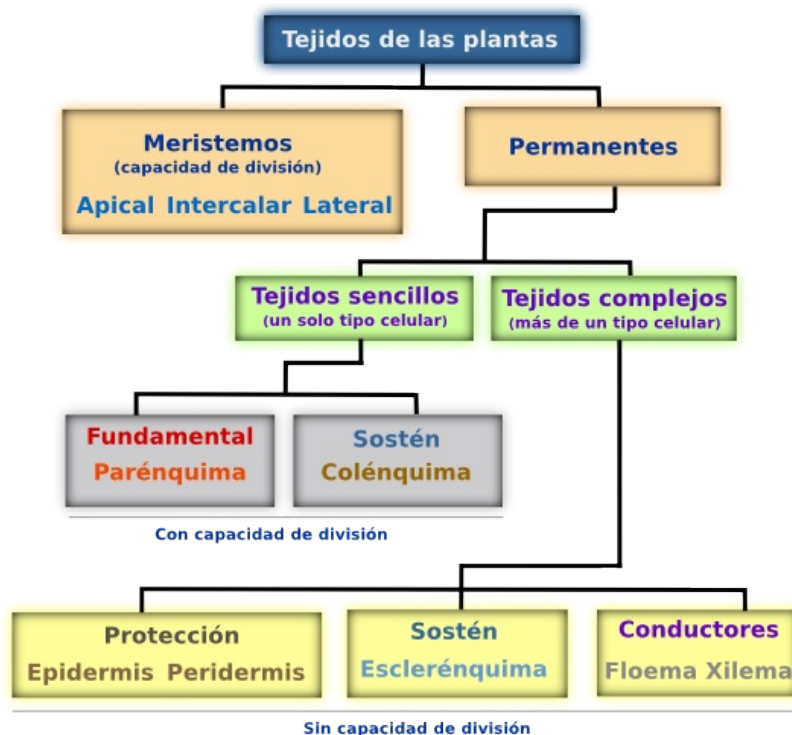 Tejidos de las plantas
Meristemos
(capacidad de división)
Apical Intercalar Lateral
Permanentes
Tejidos sencillos
(un solo tipo celular)
Tejidos complejos
(más de un tipo celular)
Fundamental
Parénquima
Sostén
Colénquima
Con capacidad de división
Protección
Epidermis Peridermis
Sostén
Esclerénquima
Conductores
Floema Xilema
Sin capacidad de división